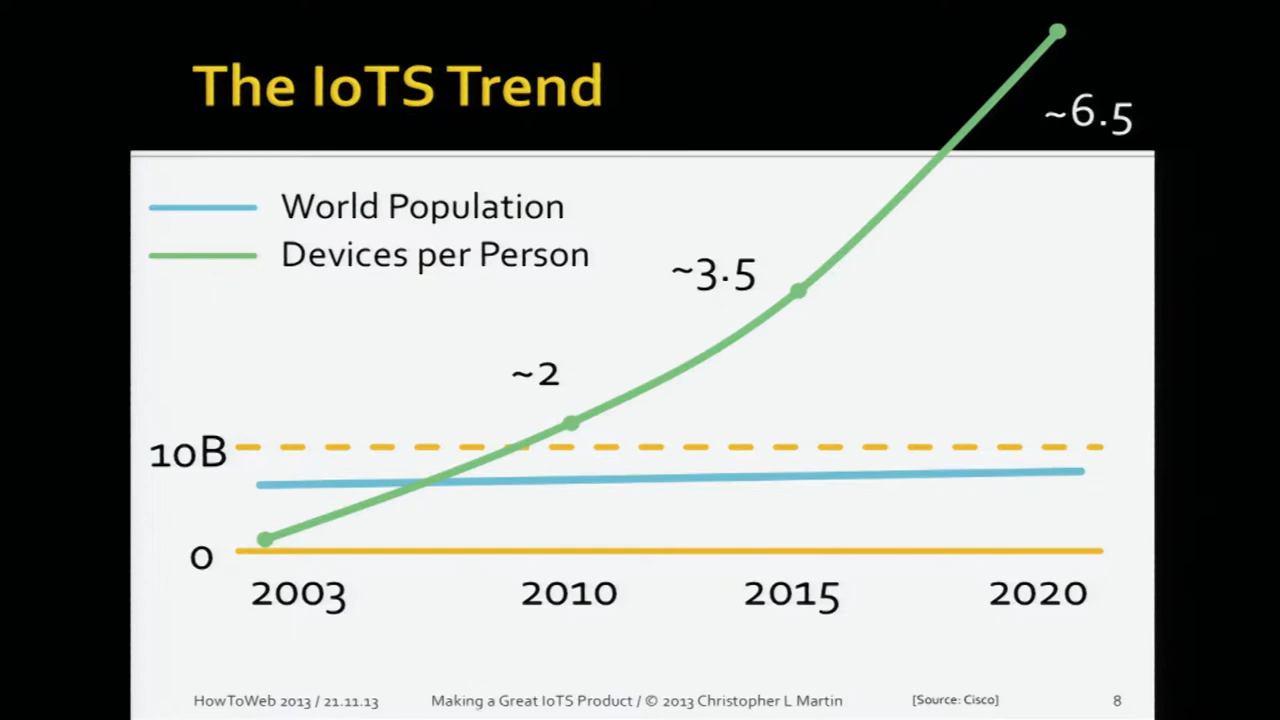 The IoTS Trend
~6.5
World Population
Devices per Person
~3.5
~2
10B
0
2003 2010 2015 2020
HowToWeb 2013 / 21.11.13 Making a Great IoTS Product / © 2013 Christopher L Martin [Source: Cisco] 8